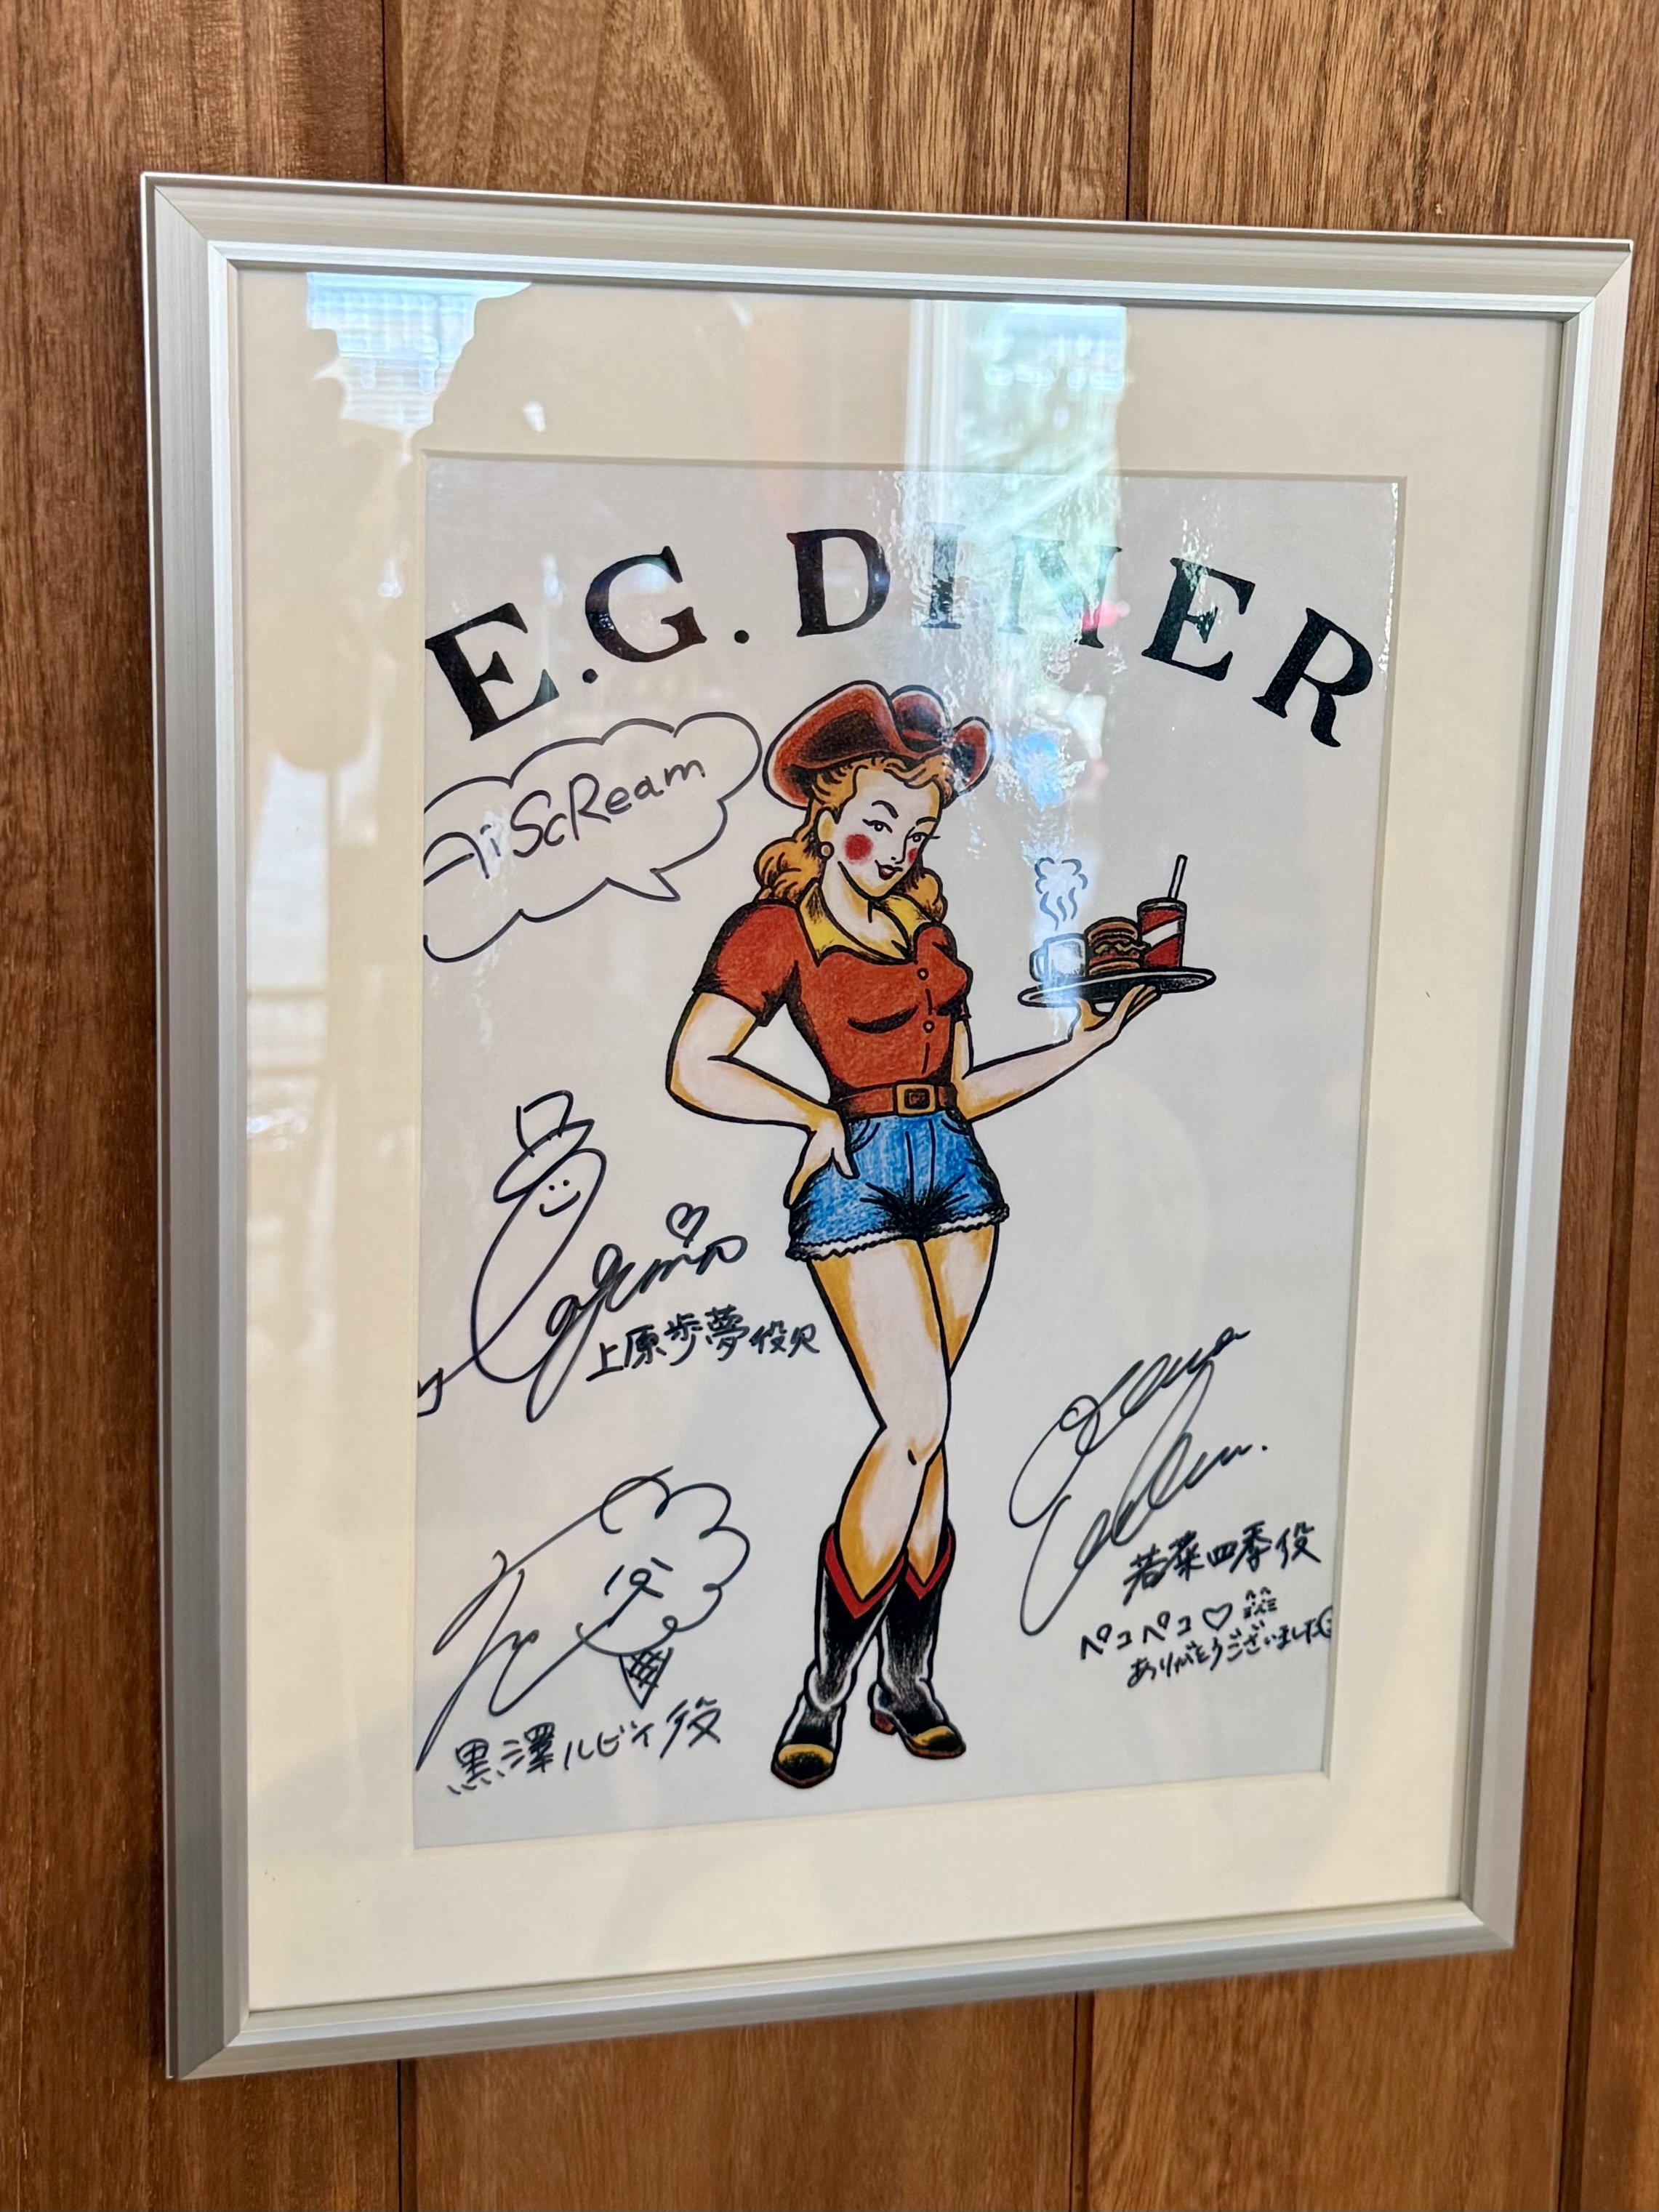 E.G. DINER
AiScReam
上原歩夢役
若菜四季役
ペコペコ♡
ありがとうございました
黒澤ルビィ役